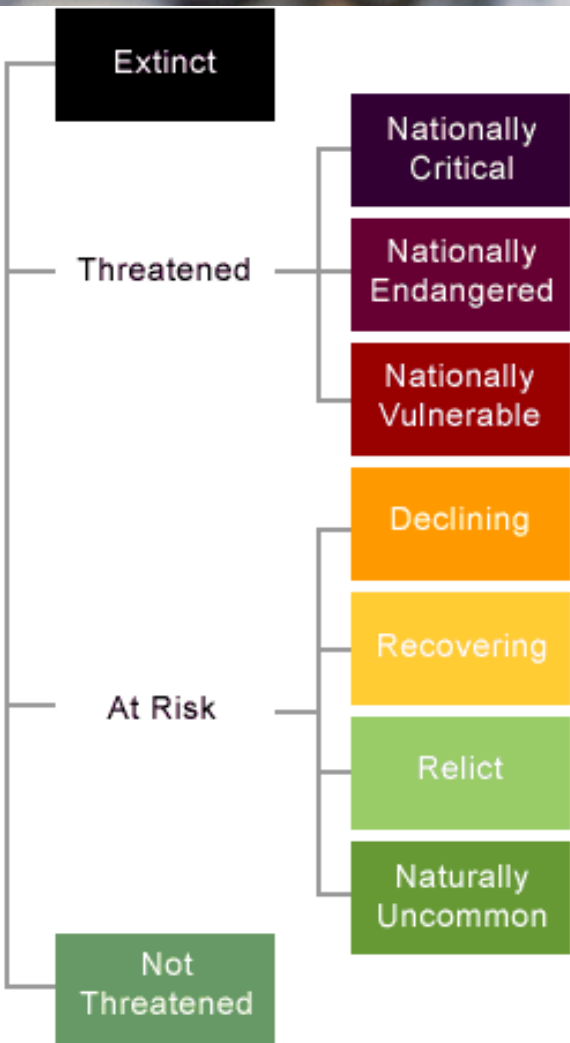 Extinct
Threatened
Nationally
Critical
Nationally
Endangered
Nationally
Vulnerable
At Risk
Declining
Recovering
Relict
Naturally
Uncommon
Not
Threatened